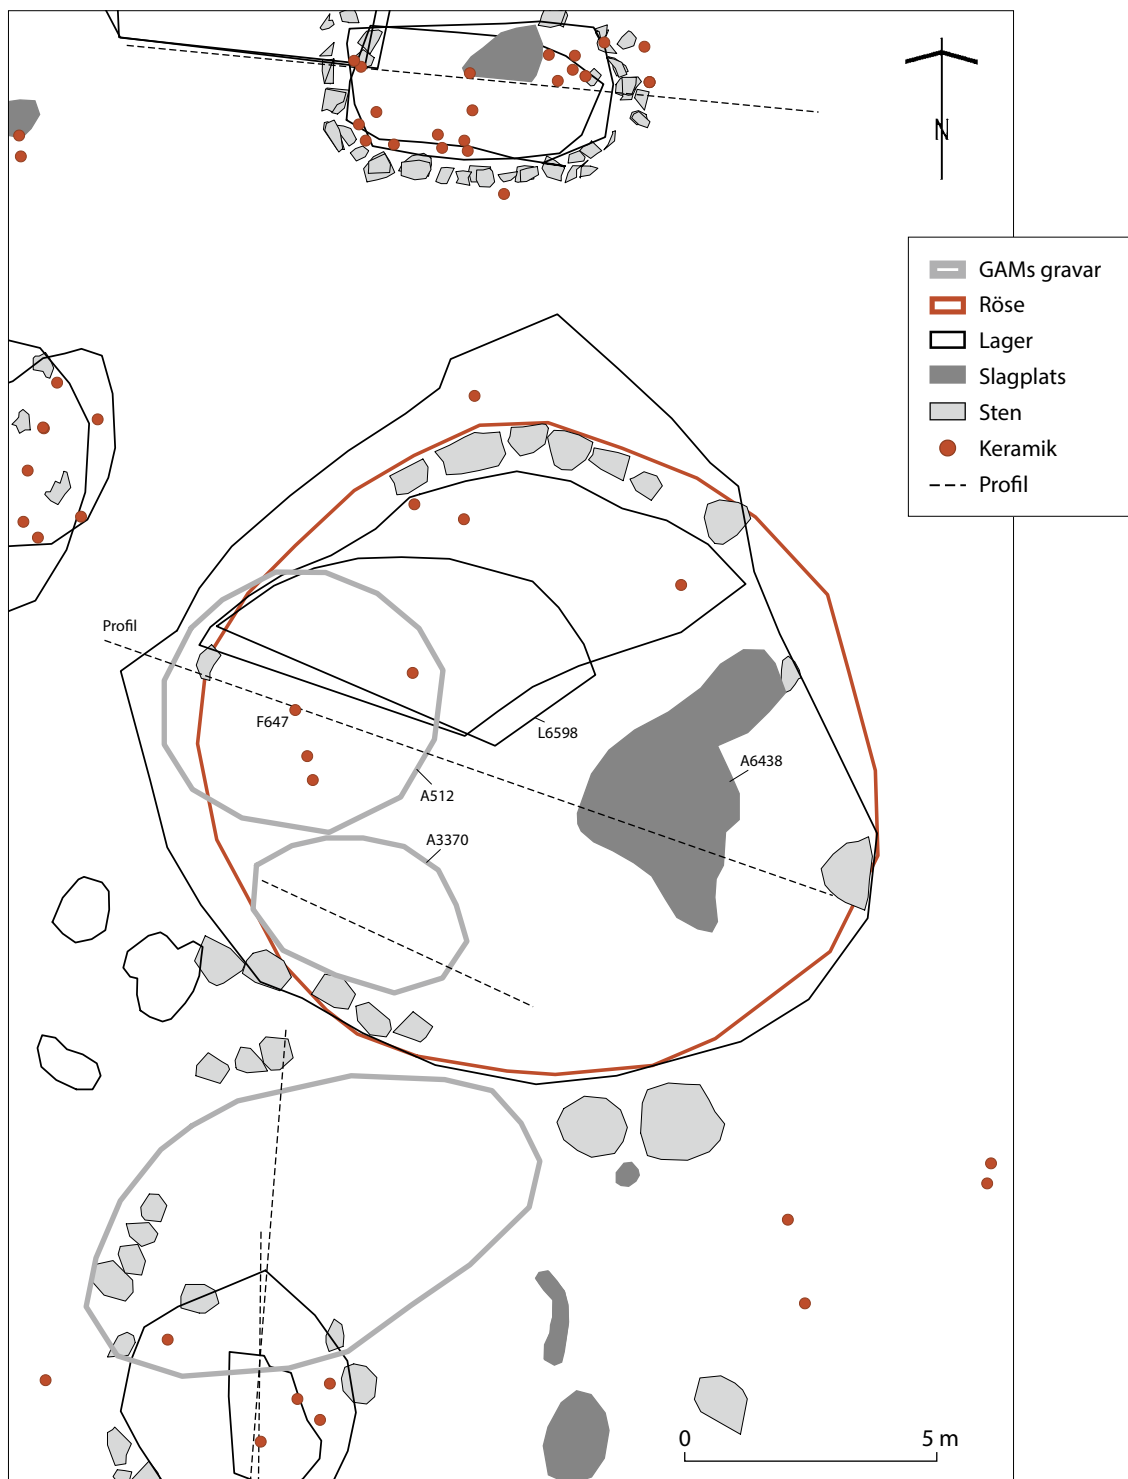 N
GAMs gravar
Röse
Lager
Slagplats
Sten
Keramik
Profil
Profil
F647
L6598
A6438
A512
A3370
0 5 m